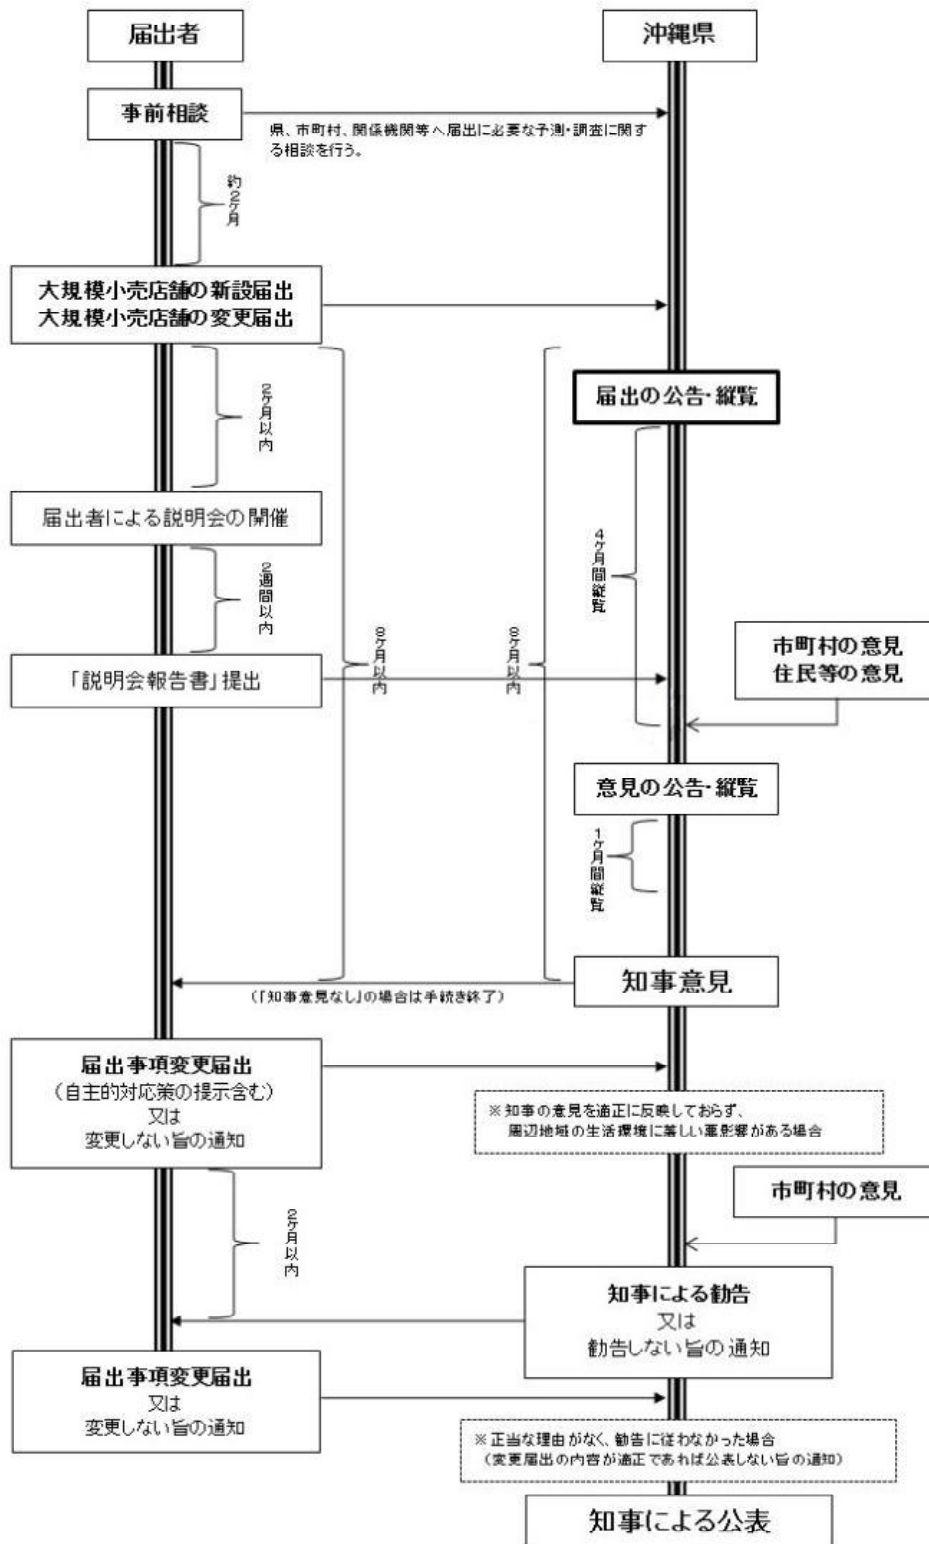 届出者
沖縄県
事前相談
県、市町村、関係機関等へ届出に必要な予測・調査に関す
る相談を行う。
約2ヶ月
大規模小売店舗の新設届出
大規模小売店舗の変更届出
届出の公告・縦覧
2ヶ月以内
届出者による説明会の開催
4ヶ月間縦覧
2週間以内
市町村の意見
住民等の意見
8ヶ月以内
8ヶ月以内
「説明会報告書」提出
意見の公告・縦覧
1ヶ月間縦覧
知事意見
(「知事意見なし」の場合は手続き終了)
届出事項変更届出
(自主的対応策の提示含む)
又は
変更しない旨の通知
※知事の意見を適正に反映しておらず、
周辺地域の生活環境に著しい悪影響がある場合
市町村の意見
2ヶ月以内
知事による勧告
又は
勧告しない旨の通知
届出事項変更届出
又は
変更しない旨の通知
※正当な理由がなく、勧告に従わなかった場合
(変更届出の内容が適正であれば公表しない旨の通知)
知事による公表